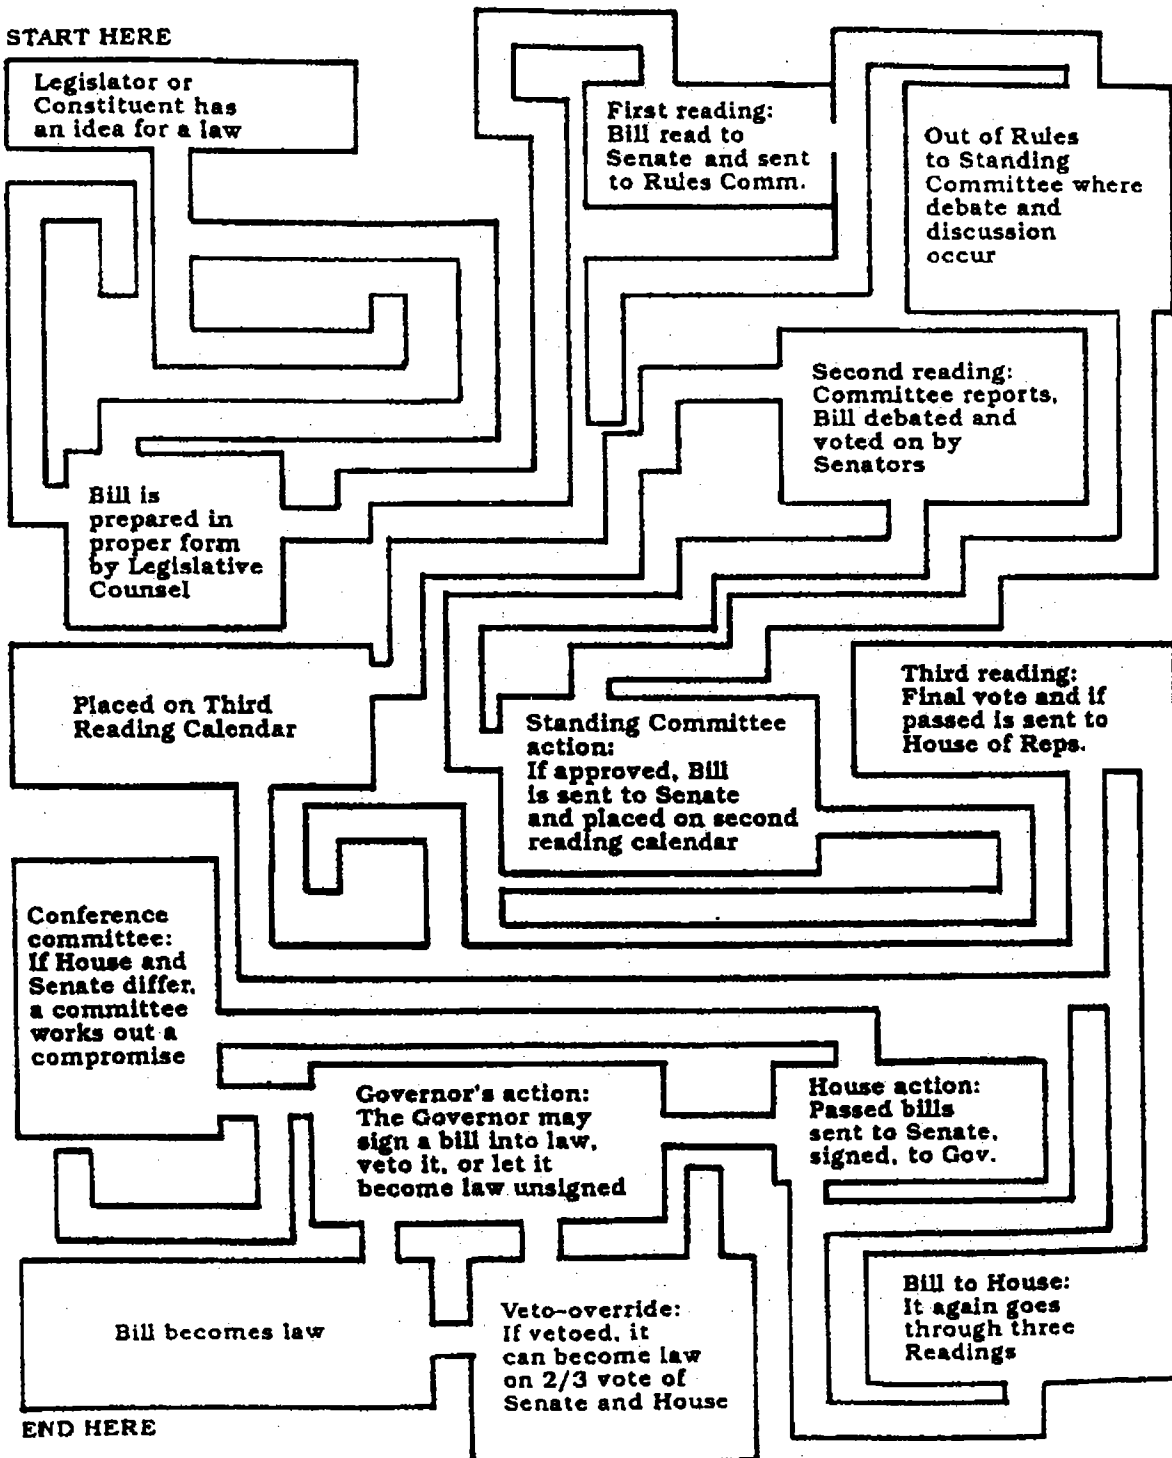 START HERE
Legislator or
Constituent has
an idea for a law
First reading:
Bill read to
Senate and sent
to Rules Comm.
Out of Rules
to Standing
Committee where
debate and
discussion
occur
Second reading:
Committee reports,
Bill debated and
voted on by
Senators
Bill is
prepared in
proper form
by Legislative
Counsel
Placed on Third
Reading Calendar
Standing Committee
action:
If approved, Bill
is sent to Senate
and placed on second
reading calendar
Third reading:
Final vote and if
passed is sent to
House of Reps.
Conference
committee:
If House and
Senate differ,
a committee
works out a
compromise
Governor's action:
The Governor may
sign a bill into law,
veto it, or let it
become law unsigned
House action:
Passed bills
sent to Senate,
signed, to Gov.
Bill to House:
It again goes
through three
Readings
Veto-override:
If vetoed, it
can become law
on 2/3 vote of
Senate and House
Bill becomes law
END HERE